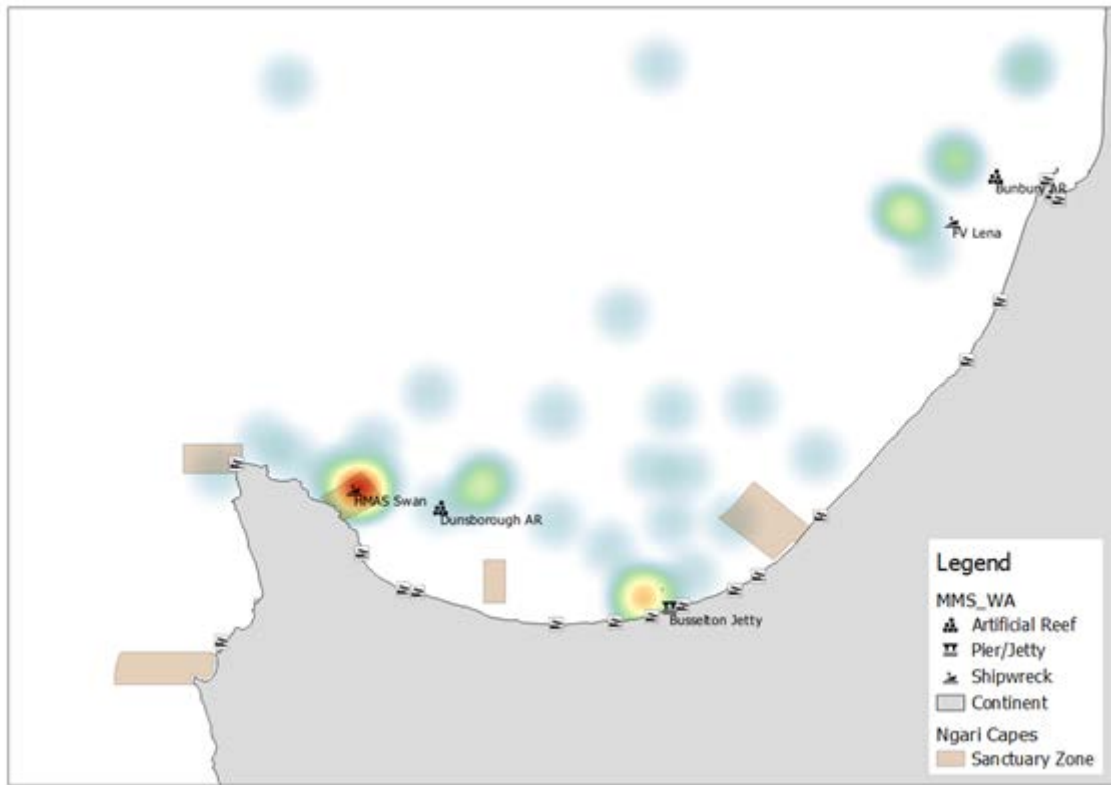 Bunbury AR
FV Lena
HMAS Swan
Dunsborough AR
Busselton Jetty
Legend
MMS_WA
Artificial Reef
Pier/Jetty
Shipwreck
Continent
Ngari Capes
Sanctuary Zone